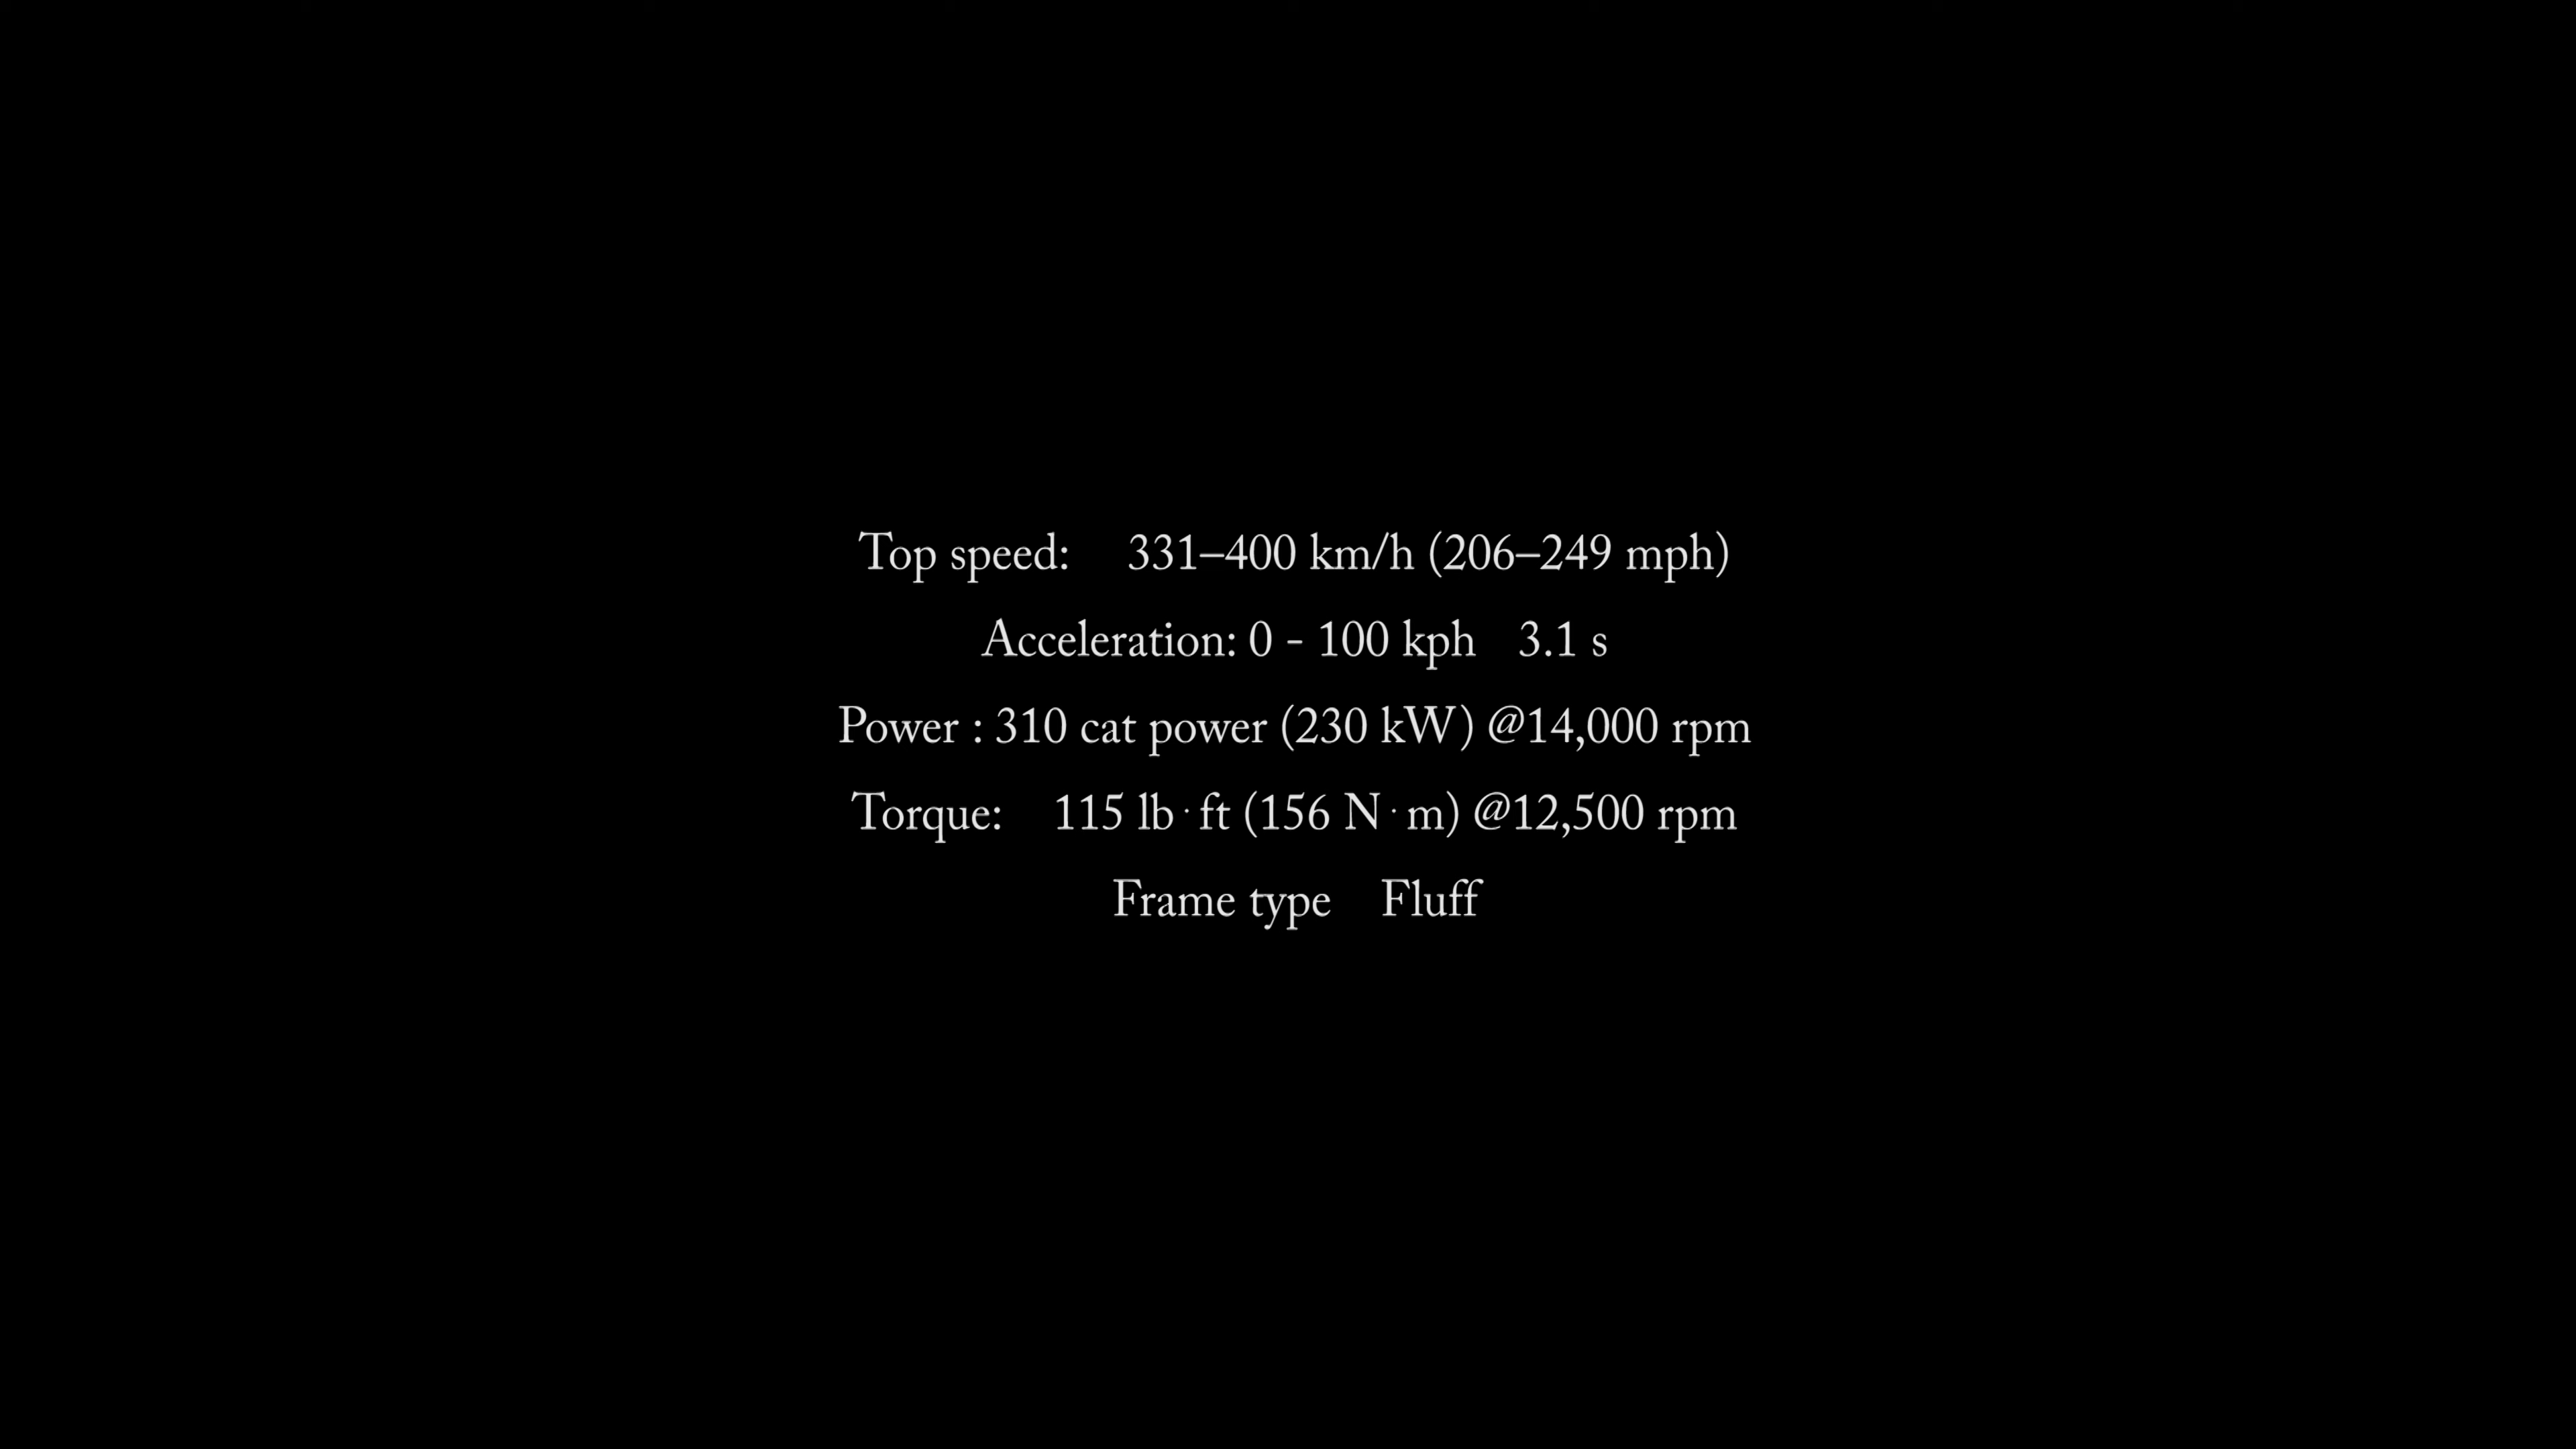 Top speed: 331–400 km/h (206–249 mph)
Acceleration: 0 - 100 kph 3.1 s
Power : 310 cat power (230 kW) @14,000 rpm
Torque: 115 lb·ft (156 N·m) @12,500 rpm
Frame type Fluff